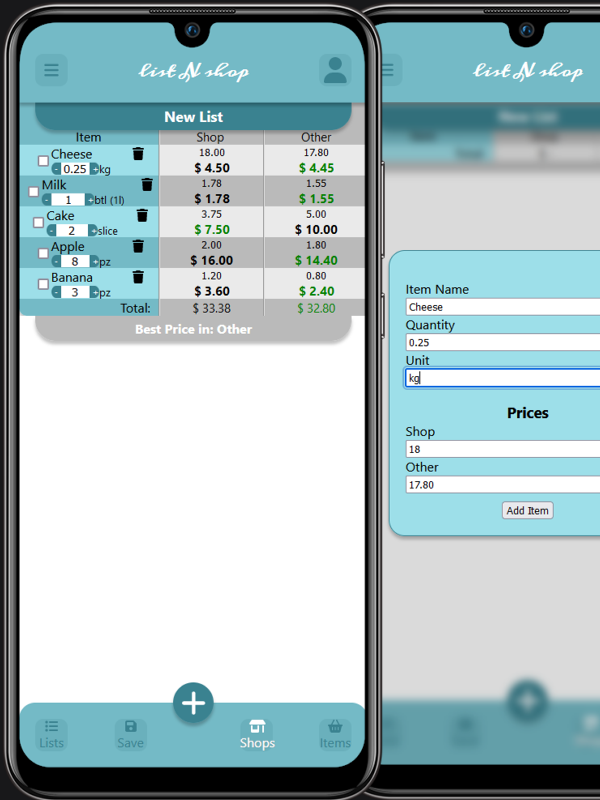 list N shop
New List
Item Shop Other
Cheese 18.00 17.80
- 0.25 + kg $ 4.50 $ 4.45
Milk 1.78 1.55
- 1 + btl (1l) $ 1.78 $ 1.55
Cake 3.75 5.00
- 2 + slice $ 7.50 $ 10.00
Apple 2.00 1.80
- 8 + pz $ 16.00 $ 14.40
Banana 1.20 0.80
- 3 + pz $ 3.60 $ 2.40
Total: $ 33.38 $ 32.80
Best Price in: Other
+
Lists Save Shops Items
list N shop
New List
Item Name
Cheese
Quantity
0.25
Unit
kg
Prices
Shop
18
Other
17.80
Add Item